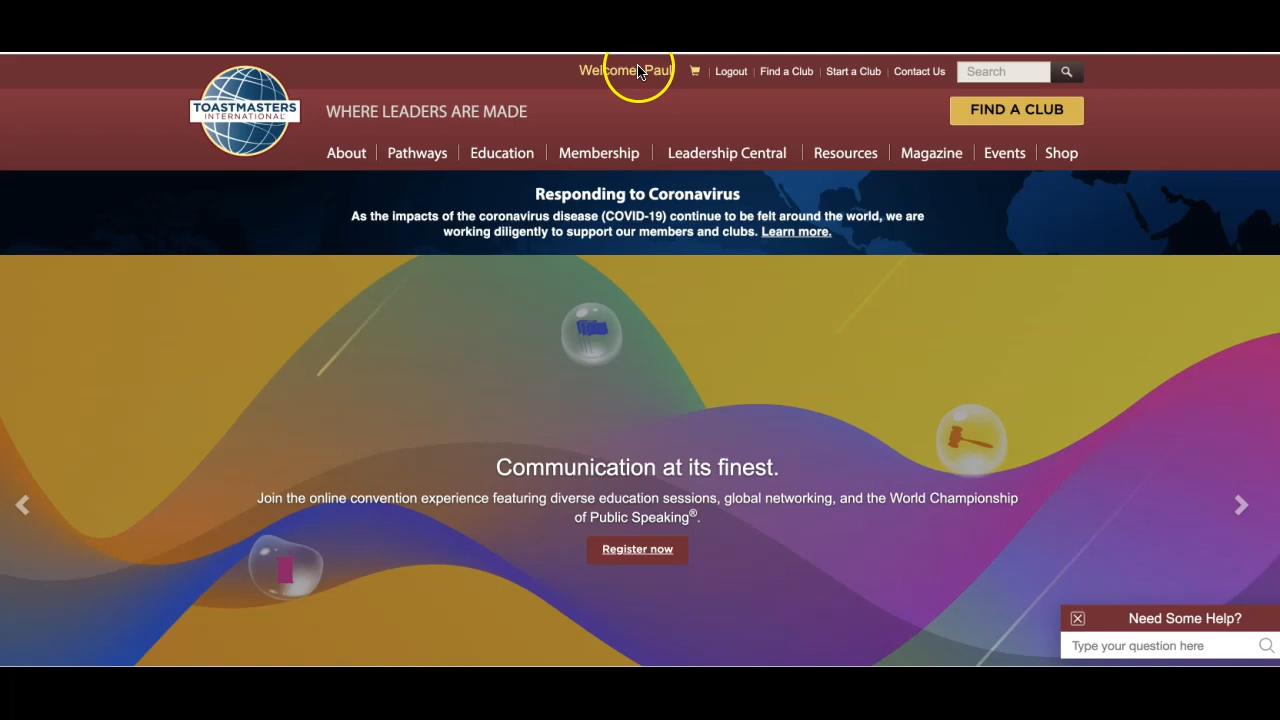 Welcome, Paul
Logout
Find a Club
Start a Club
Contact Us
Search
TOASTMASTERS
INTERNATIONAL
WHERE LEADERS ARE MADE
FIND A CLUB
About
Pathways
Education
Membership
Leadership Central
Resources
Magazine
Events
Shop
Responding to Coronavirus
As the impacts of the coronavirus disease (COVID-19) continue to be felt around the world, we are
working diligently to support our members and clubs. Learn more.
Communication at its finest.
Join the online convention experience featuring diverse education sessions, global networking, and the World Championship
of Public Speaking®.
Register now
Need Some Help?
Type your question here